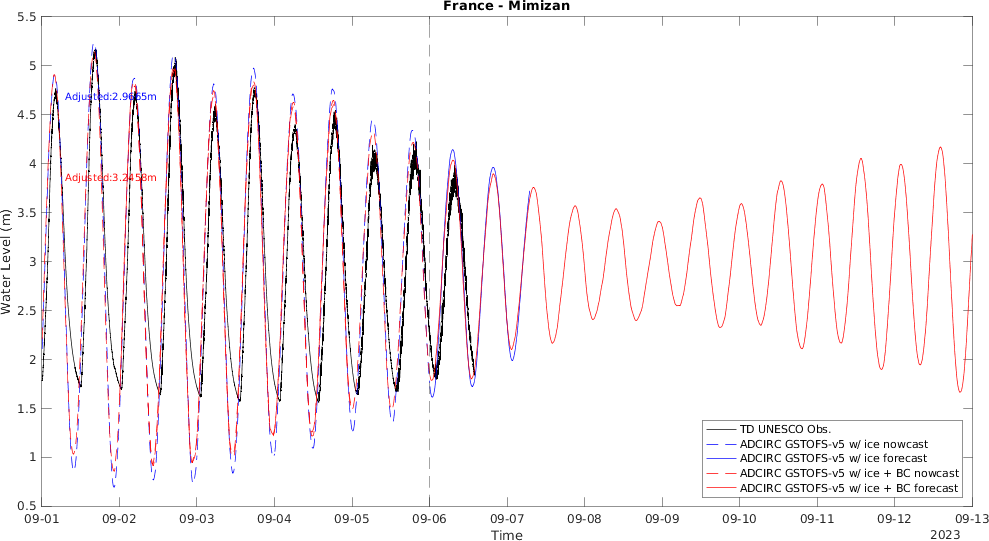 France - Mimizan
5.5
5
4.5
4
3.5
3
2.5
2
1.5
1
0.5
Water Level (m)
Adjusted:2.9665m
Adjusted:3.2458m
TD UNESCO Obs.
ADCIRC GSTOFS-v5 w/ ice nowcast
ADCIRC GSTOFS-v5 w/ ice forecast
ADCIRC GSTOFS-v5 w/ ice + BC nowcast
ADCIRC GSTOFS-v5 w/ ice + BC forecast
09-01 09-02 09-03 09-04 09-05 09-06 09-07 09-08 09-09 09-10 09-11 09-12 09-13
Time
2023